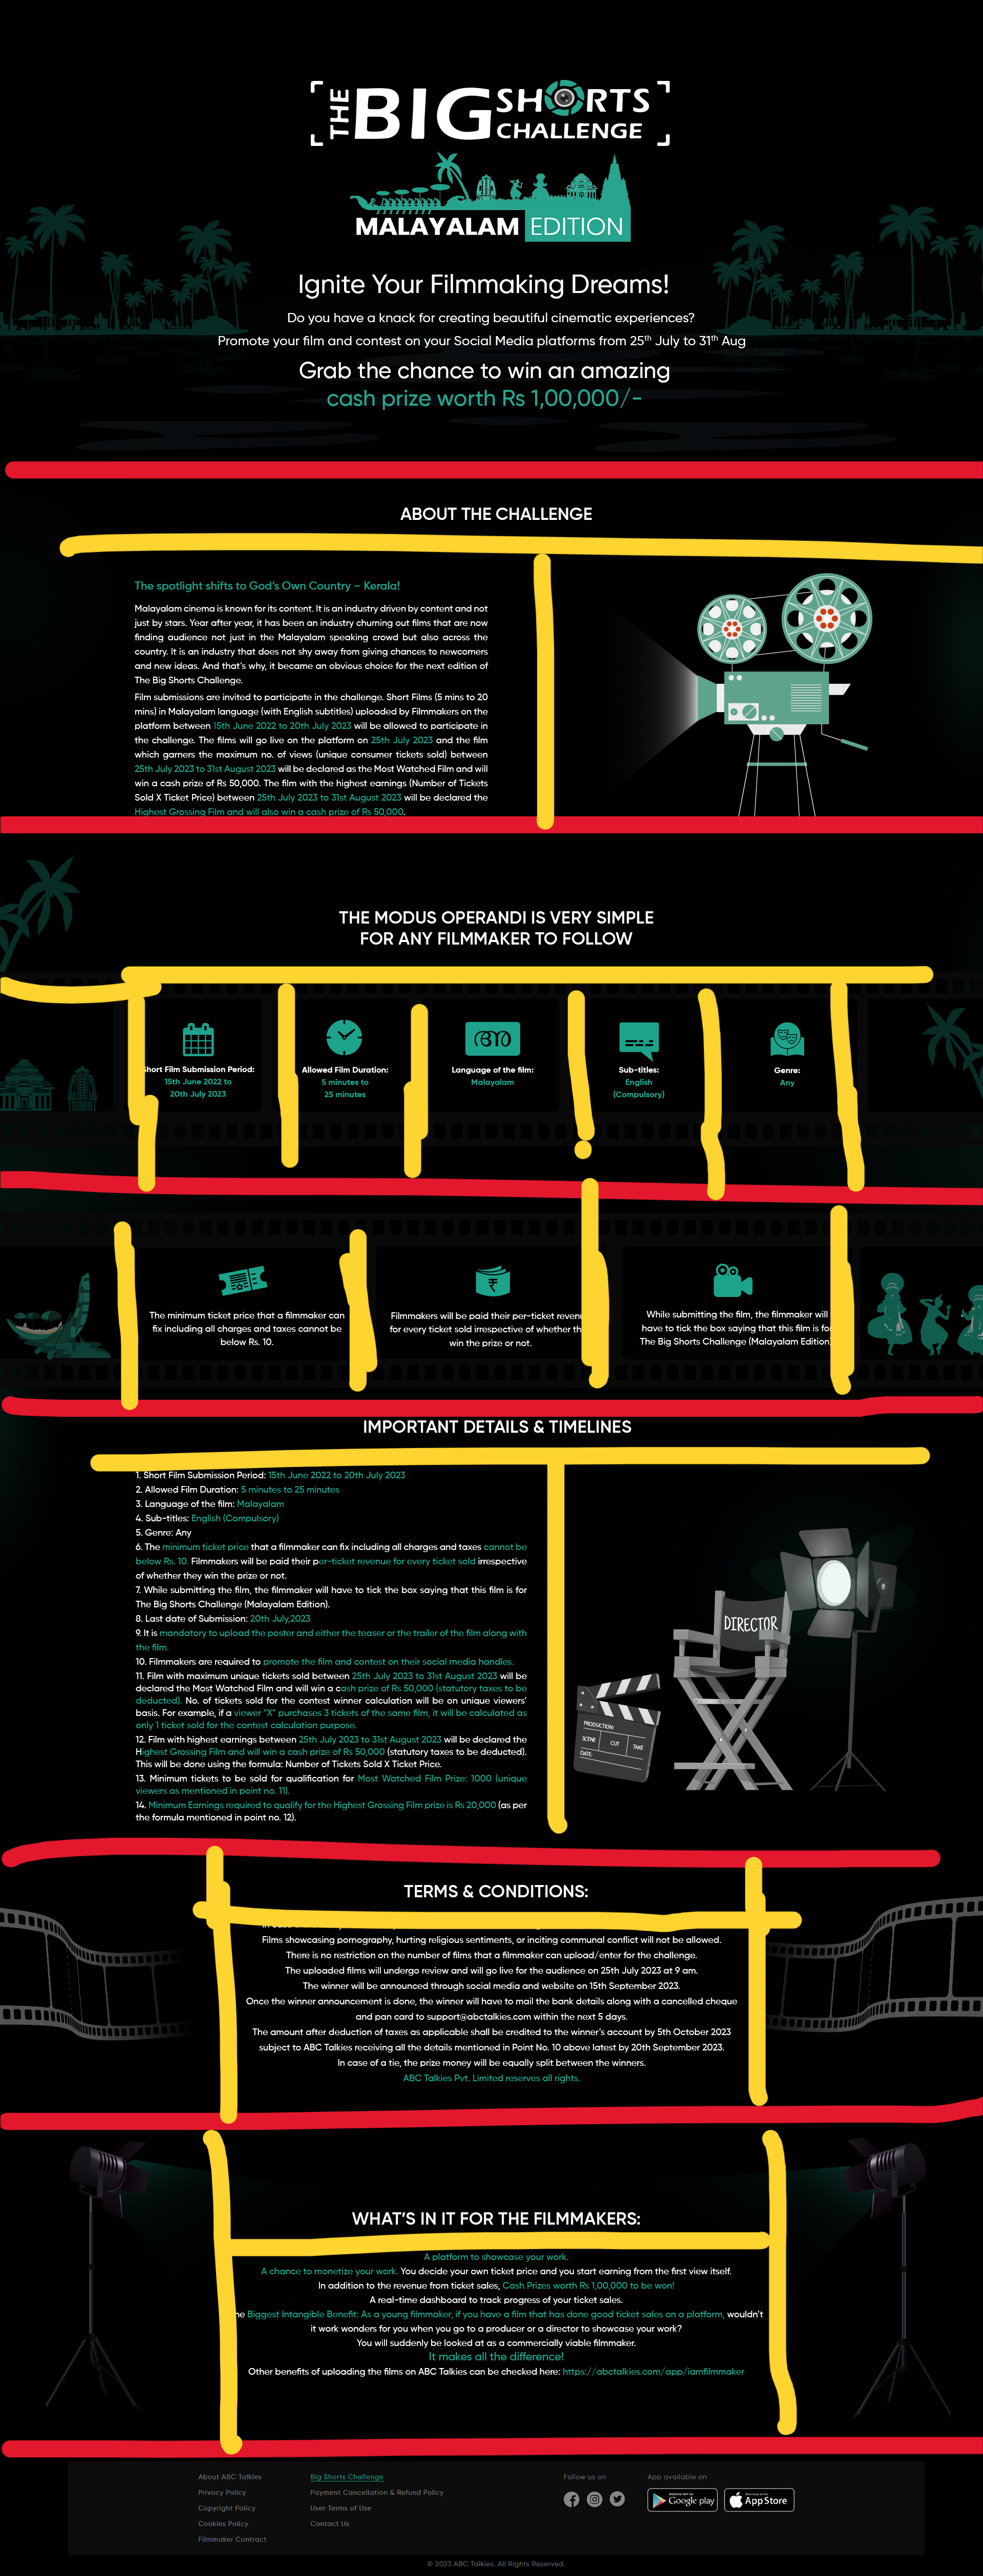 THE BIG SHORTS
CHALLENGE
MALAYALAM EDITION
Ignite Your Filmmaking Dreams!
Do you have a knack for creating beautiful cinematic experiences?
Promote your film and contest on your Social Media platforms from 25th July to 31th Aug
Grab the chance to win an amazing
cash prize worth Rs 1,00,000/-
ABOUT THE CHALLENGE
The spotlight shifts to God's Own Country – Kerala!
Malayalam cinema is known for its content. It is an industry driven by content and not
just by stars. Year after year, it has been an industry churning out films that are now
finding audience not just in the Malayalam speaking crowd but also across the
country. It is an industry that does not shy away from giving chances to newcomers
and new ideas. And that's why, it became an obvious choice for the next edition of
The Big Shorts Challenge.
Film submissions are invited to participate in the challenge. Short Films (5 mins to 20
mins) in Malayalam language (with English subtitles) uploaded by Filmmakers on the
platform between 15th June 2022 to 20th July 2023 will be allowed to participate in
the challenge. The films will go live on the platform on 25th July 2023 and the film
which garners the maximum no. of views (unique consumer tickets sold) between
25th July 2023 to 31st August 2023 will be declared as the Most Watched Film and will
win a cash prize of Rs 50,000. The film with the highest earnings (Number of Tickets
Sold X Ticket Price) between 25th July 2023 to 31st August 2023 will be declared the
Highest Grossing Film and will also win a cash prize of Rs 50,000.
THE MODUS OPERANDI IS VERY SIMPLE
FOR ANY FILMMAKER TO FOLLOW
Short Film Submission Period:
15th June 2022 to
20th July 2023
Allowed Film Duration:
5 minutes to
25 minutes
അ
Language of the film:
Malayalam
Sub-titles:
English
(Compulsory)
Genre:
Any
The minimum ticket price that a filmmaker can
fix including all charges and taxes cannot be
below Rs. 10.
₹
Filmmakers will be paid their per-ticket revenu
for every ticket sold irrespective of whether th
win the prize or not.
While submitting the film, the filmmaker will
have to tick the box saying that this film is for
The Big Shorts Challenge (Malayalam Edition)
IMPORTANT DETAILS & TIMELINES
1. Short Film Submission Period: 15th June 2022 to 20th July 2023
2. Allowed Film Duration: 5 minutes to 25 minutes
3. Language of the film: Malayalam
4. Sub-titles: English (Compulsory)
5. Genre: Any
6. The minimum ticket price that a filmmaker can fix including all charges and taxes cannot be
below Rs. 10. Filmmakers will be paid their per-ticket revenue for every ticket sold irrespective
of whether they win the prize or not.
7. While submitting the film, the filmmaker will have to tick the box saying that this film is for
The Big Shorts Challenge (Malayalam Edition).
8. Last date of Submission: 20th July,2023
9. It is mandatory to upload the poster and either the teaser or the trailer of the film along with
the film.
10. Filmmakers are required to promote the film and contest on their social media handles.
11. Film with maximum unique tickets sold between 25th July 2023 to 31st August 2023 will be
declared the Most Watched Film and will win a cash prize of Rs 50,000 (statutory taxes to be
deducted). No. of tickets sold for the contest winner calculation will be on unique viewers'
basis. For example, if a viewer "X" purchases 3 tickets of the same film, it will be calculated as
only 1 ticket sold for the contest calculation purpose.
12. Film with highest earnings between 25th July 2023 to 31st August 2023 will be declared the
Highest Grossing Film and will win a cash prize of Rs 50,000 (statutory taxes to be deducted).
This will be done using the formula: Number of Tickets Sold X Ticket Price.
13. Minimum tickets to be sold for qualification for Most Watched Film Prize: 1000 (unique
viewers as mentioned in point no. 11).
14. Minimum Earnings required to qualify for the Highest Grossing Film prize is Rs 20,000 (as per
the formula mentioned in point no. 12).
DIRECTOR
PRODUCTION:
SCENE CUT TAKE
DATE:
TERMS & CONDITIONS:
Films showcasing pornography, hurting religious sentiments, or inciting communal conflict will not be allowed.
There is no restriction on the number of films that a filmmaker can upload/enter for the challenge.
The uploaded films will undergo review and will go live for the audience on 25th July 2023 at 9 am.
The winner will be announced through social media and website on 15th September 2023.
Once the winner announcement is done, the winner will have to mail the bank details along with a cancelled cheque
and pan card to support@abctalkies.com within the next 5 days.
The amount after deduction of taxes as applicable shall be credited to the winner's account by 5th October 2023
subject to ABC Talkies receiving all the details mentioned in Point No. 10 above latest by 20th September 2023.
In case of a tie, the prize money will be equally split between the winners.
ABC Talkies Pvt. Limited reserves all rights.
WHAT'S IN IT FOR THE FILMMAKERS:
A platform to showcase your work.
A chance to monetize your work. You decide your own ticket price and you start earning from the first view itself.
In addition to the revenue from ticket sales, Cash Prizes worth Rs 1,00,000 to be won!
A real-time dashboard to track progress of your ticket sales.
he Biggest Intangible Benefit: As a young filmmaker, if you have a film that has done good ticket sales on a platform, wouldn't
it work wonders for you when you go to a producer or a director to showcase your work?
You will suddenly be looked at as a commercially viable filmmaker.
It makes all the difference!
Other benefits of uploading the films on ABC Talkies can be checked here: https://abctalkies.com/app/iamfilmmaker
About ABC Talkies
Privacy Policy
Copyright Policy
Cookies Policy
Filmmaker Contract
Big Shorts Challenge
Payment Cancellation & Refund Policy
User Terms of Use
Contact Us
Follow us on
App available on
Google play
App Store
© 2023 ABC Talkies. All Rights Reserved.